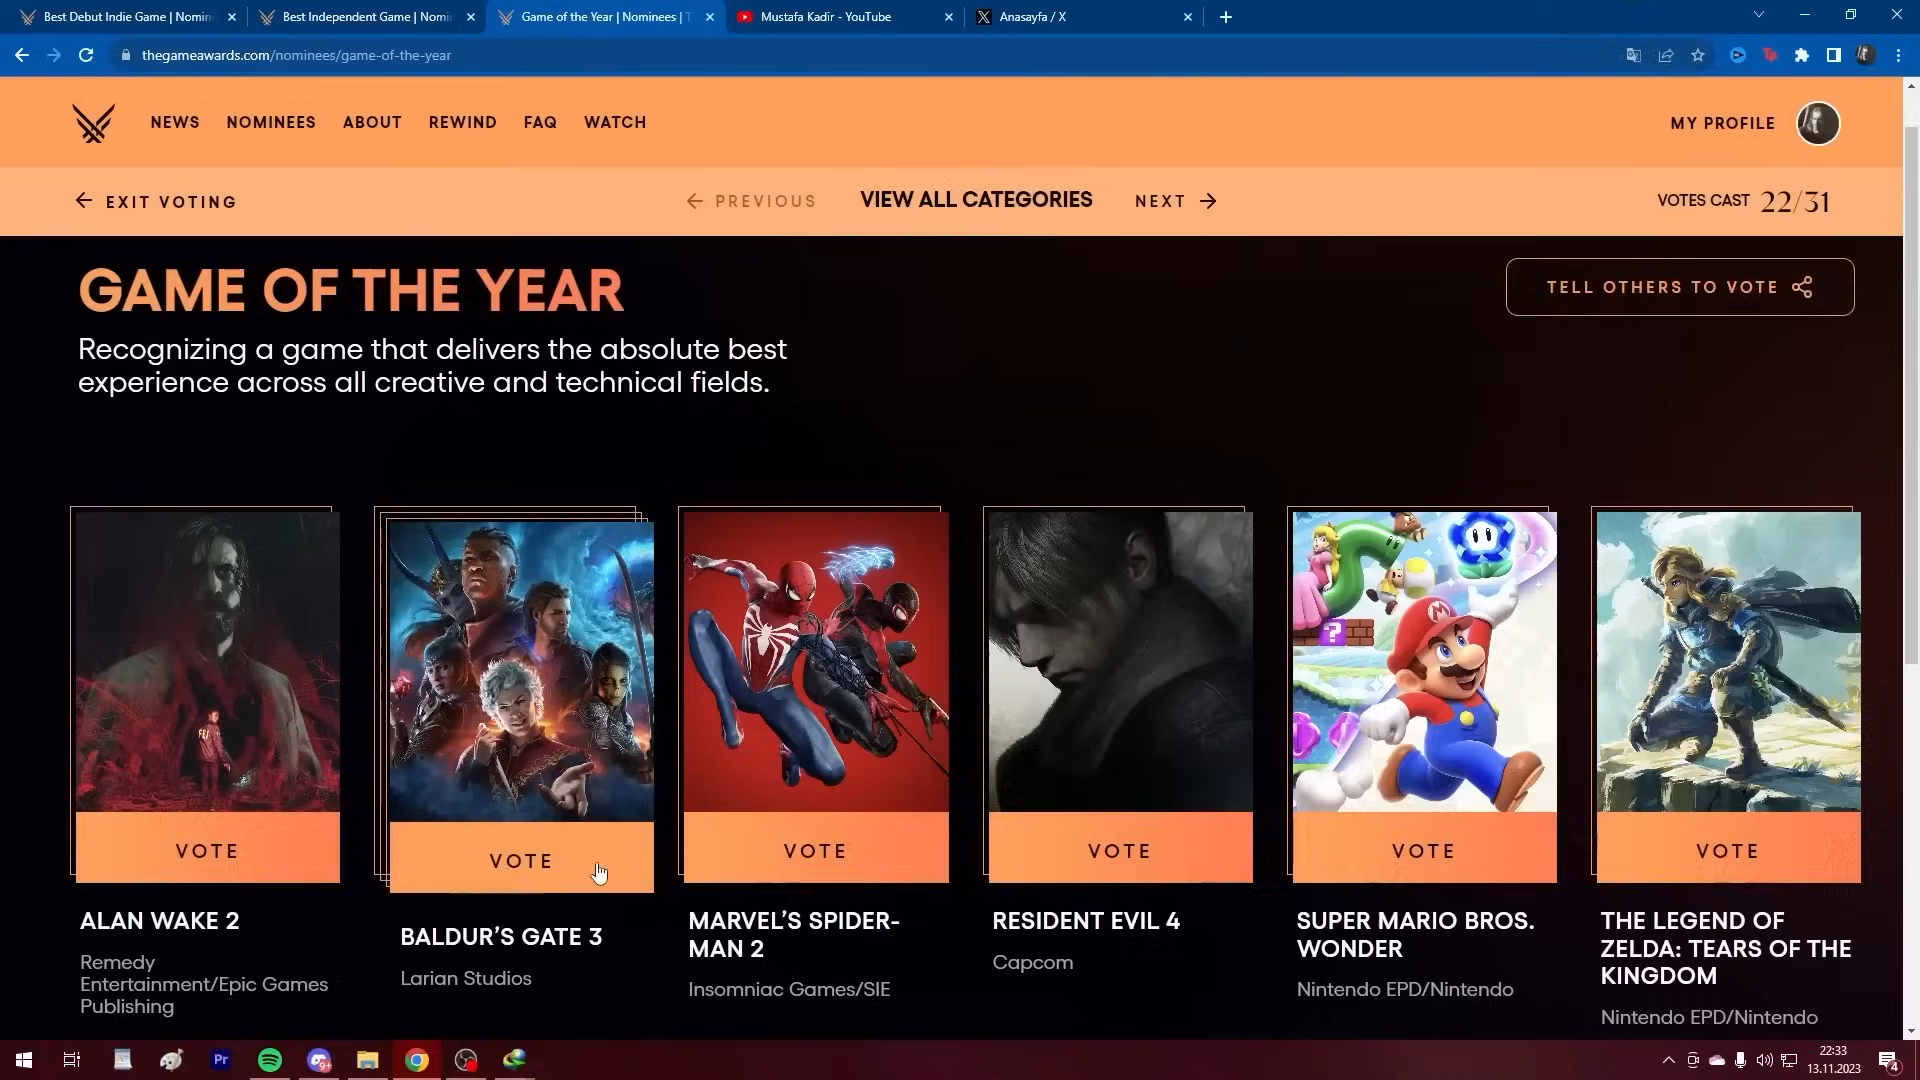 Best Debut Indie Game | Nomin
Best Independent Game | Nomi
Game of the Year | Nominees | T
Mustafa Kadir - YouTube
Anasayfa / X
thegameawards.com/nominees/game-of-the-year
NEWS
NOMINEES
ABOUT
REWIND
FAQ
WATCH
MY PROFILE
EXIT VOTING
PREVIOUS
VIEW ALL CATEGORIES
NEXT
VOTES CAST 22/31
GAME OF THE YEAR
TELL OTHERS TO VOTE
Recognizing a game that delivers the absolute best
experience across all creative and technical fields.
FBI
VOTE
VOTE
VOTE
VOTE
VOTE
VOTE
ALAN WAKE 2
Remedy
Entertainment/Epic Games
Publishing
BALDUR'S GATE 3
Larian Studios
MARVEL'S SPIDER-
MAN 2
Insomniac Games/SIE
RESIDENT EVIL 4
Capcom
SUPER MARIO BROS.
WONDER
Nintendo EPD/Nintendo
THE LEGEND OF
ZELDA: TEARS OF THE
KINGDOM
Nintendo EPD/Nintendo
Pr
9+
22:33
13.11.2023
4